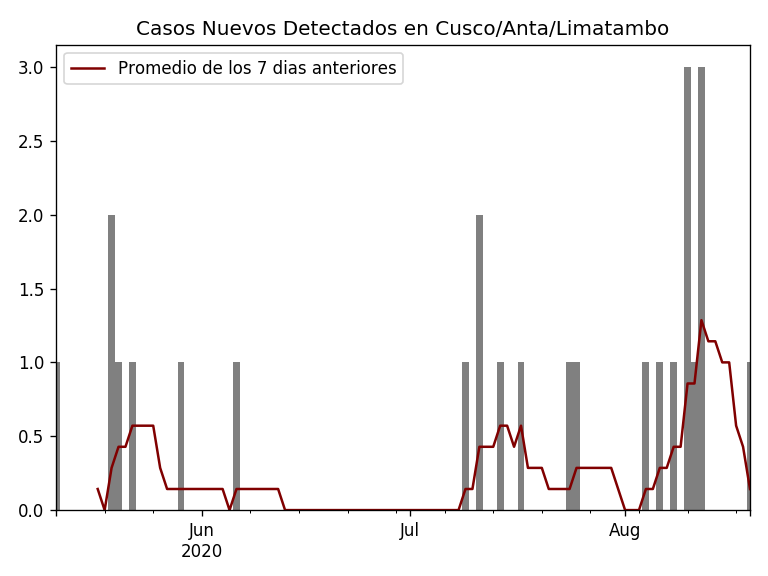 Casos Nuevos Detectados en Cusco/Anta/Limatambo
Promedio de los 7 dias anteriores
3.0
2.5
2.0
1.5
1.0
0.5
0.0
Jun
2020
Jul
Aug